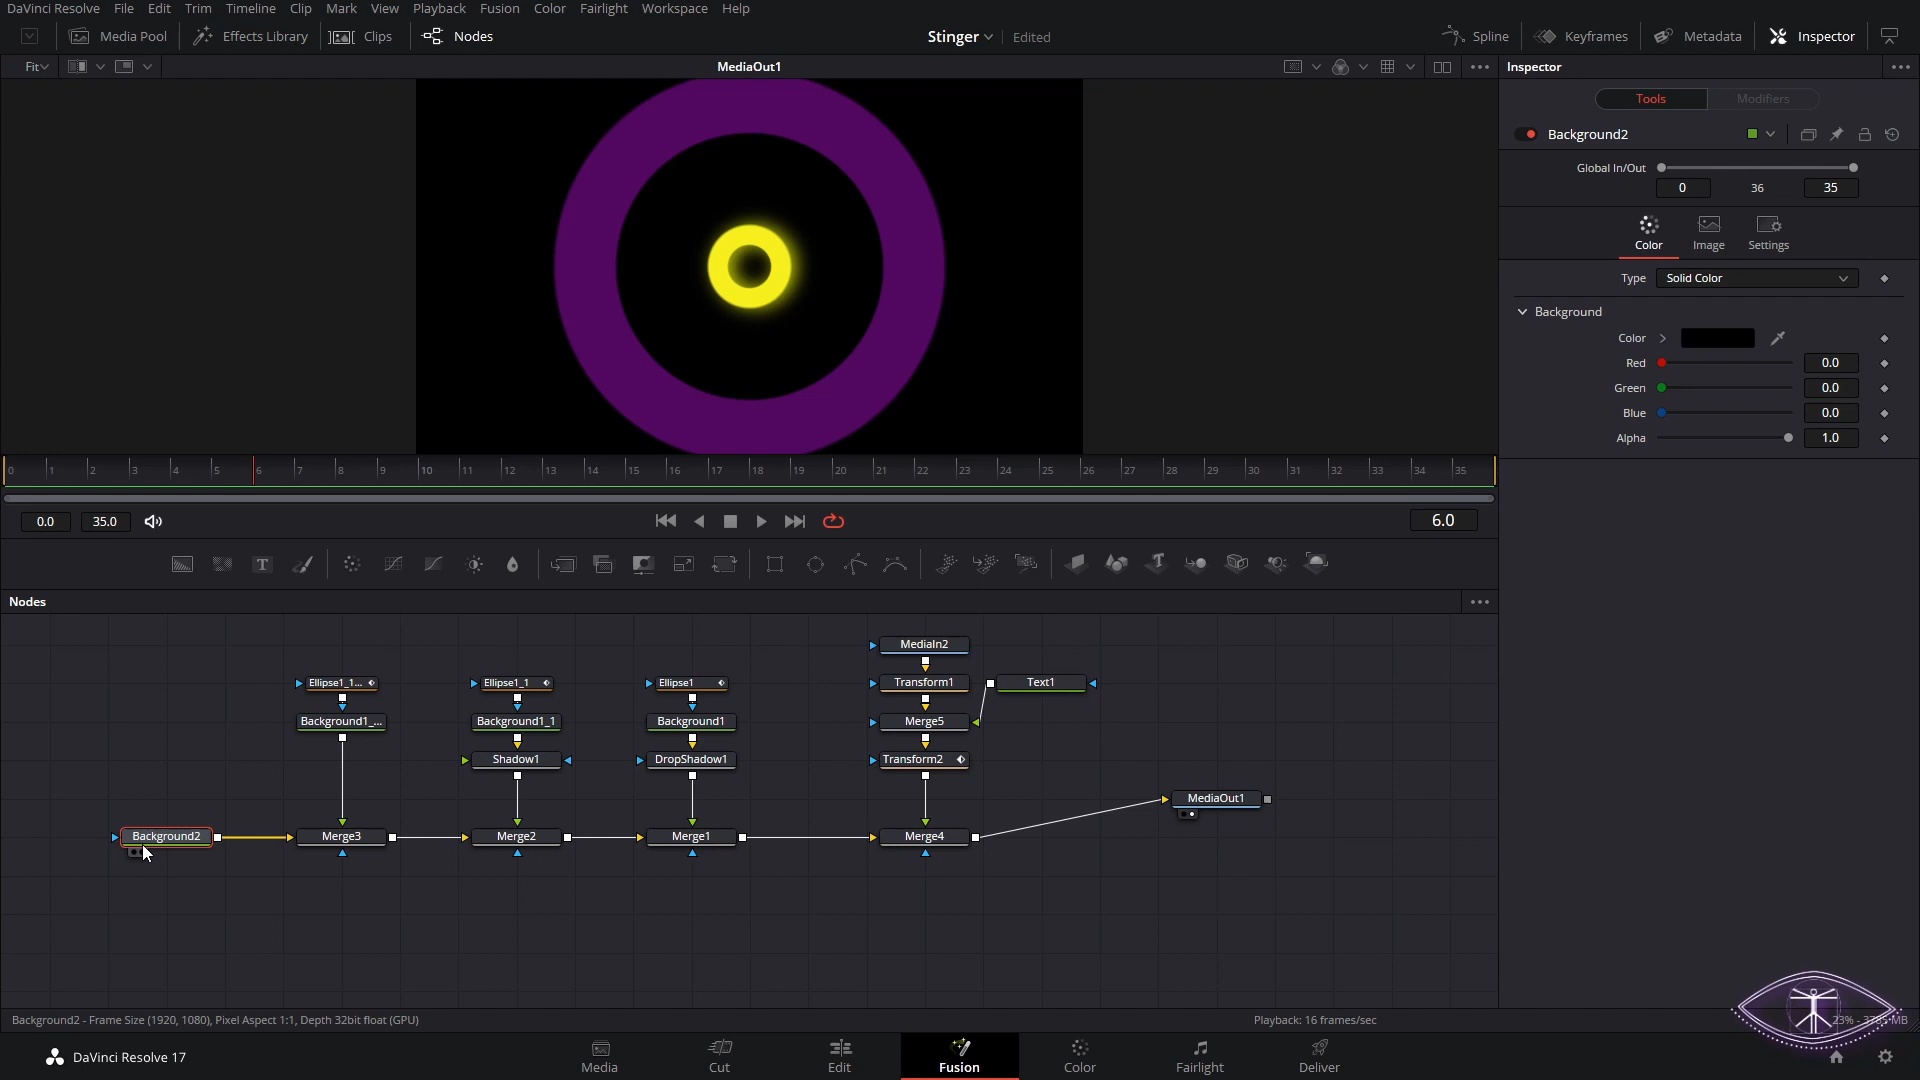 DaVinci Resolve File Edit Trim Timeline Clip Mark View Playback Fusion Color Fairlight Workspace Help
Media Pool Effects Library Clips Nodes Stinger Edited Spline Keyframes Metadata Inspector
Fit MediaOut1 Inspector
Tools Modifiers
Background2
Global In/Out
0 36 35
Color Image Settings
Type Solid Color
Background
Color
Red 0.0
Green 0.0
Blue 0.0
Alpha 1.0
0 1 2 3 4 5 6 7 8 9 10 11 12 13 14 15 16 17 18 19 20 21 22 23 24 25 26 27 28 29 30 31 32 33 34 35
0.0 35.0 6.0
T T
Nodes
MediaIn2
Ellipse1_1... Ellipse1_1 Ellipse1 Transform1 Text1
Background1_... Background1_1 Background1 Merge5
Shadow1 DropShadow1 Transform2
MediaOut1
Background2 Merge3 Merge2 Merge1 Merge4
Background2 - Frame Size (1920, 1080), Pixel Aspect 1:1, Depth 32bit float (GPU) Playback: 16 frames/sec 23% - MB
DaVinci Resolve 17 Media Cut Edit Fusion Color Fairlight Deliver